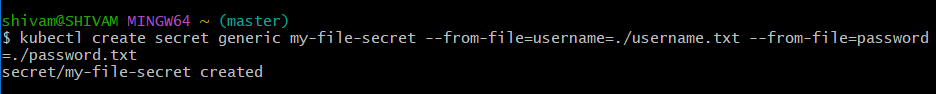 shivam@SHIVAM MINGW64 ~ (master)
$ kubectl create secret generic my-file-secret --from-file=username=./username.txt --from-file=password
=./password.txt
secret/my-file-secret created